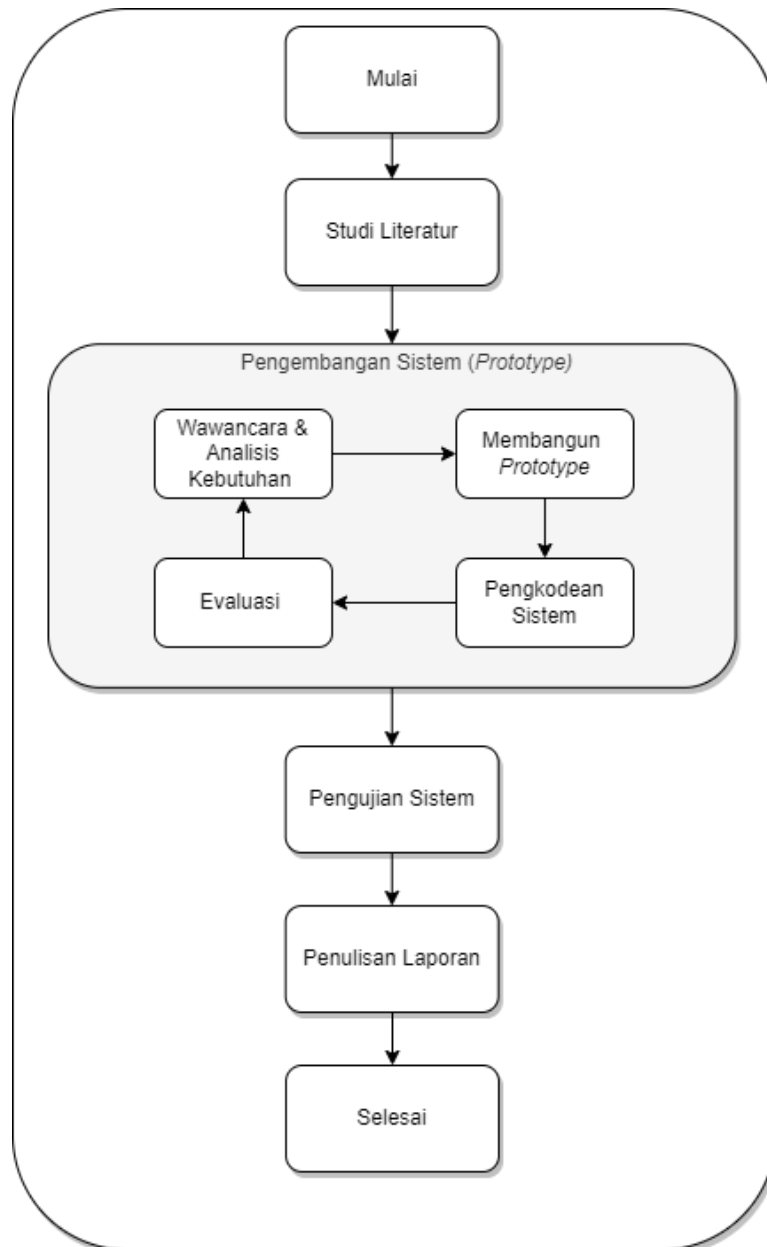 Mulai
Studi Literatur
Pengembangan Sistem (Prototype)
Wawancara &
Analisis
Kebutuhan
Membangun
Prototype
Evaluasi
Pengkodean
Sistem
Pengujian Sistem
Penulisan Laporan
Selesai